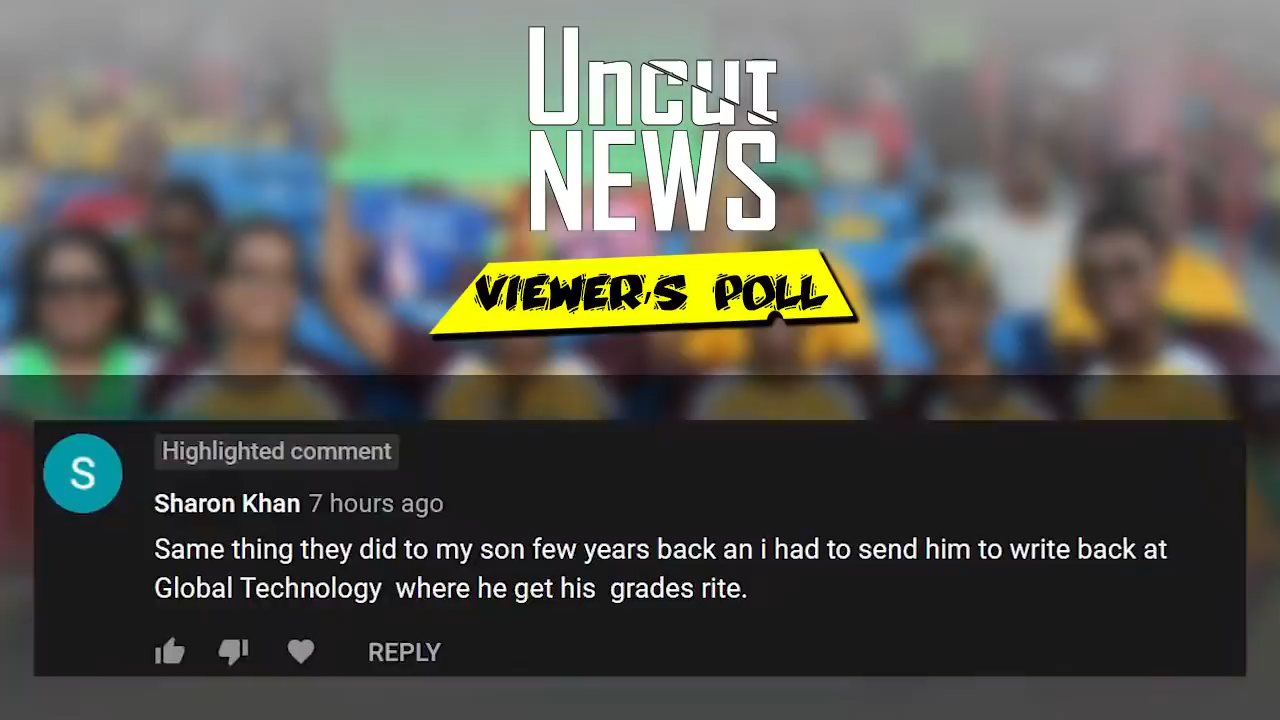 Uncut
NEWS
VIEWER'S POLL
Highlighted comment
S
Sharon Khan 7 hours ago
Same thing they did to my son few years back an i had to send him to write back at
Global Technology where he get his grades rite.
REPLY